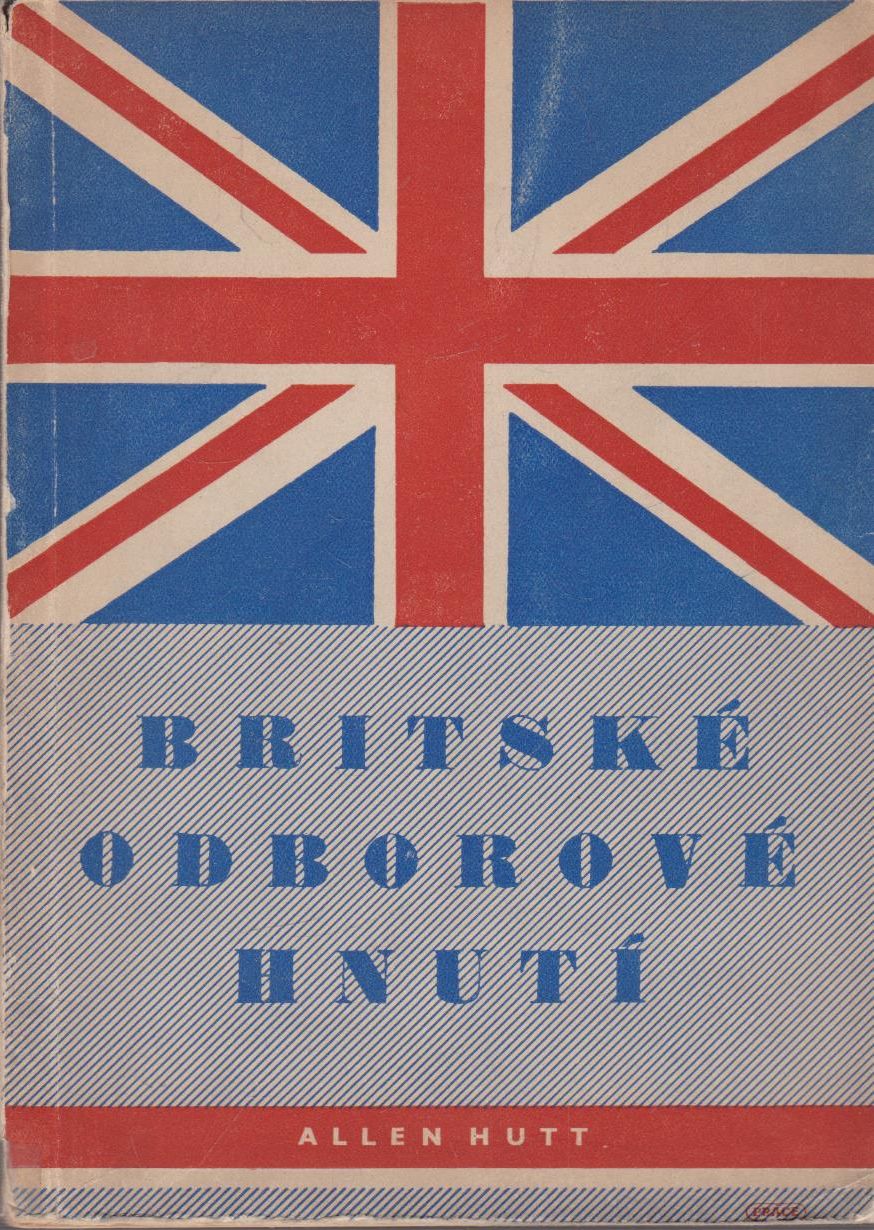 BRITSKÉ
ODBOROVÉ
HNUTÍ
ALLEN HUTT
PRÁCE